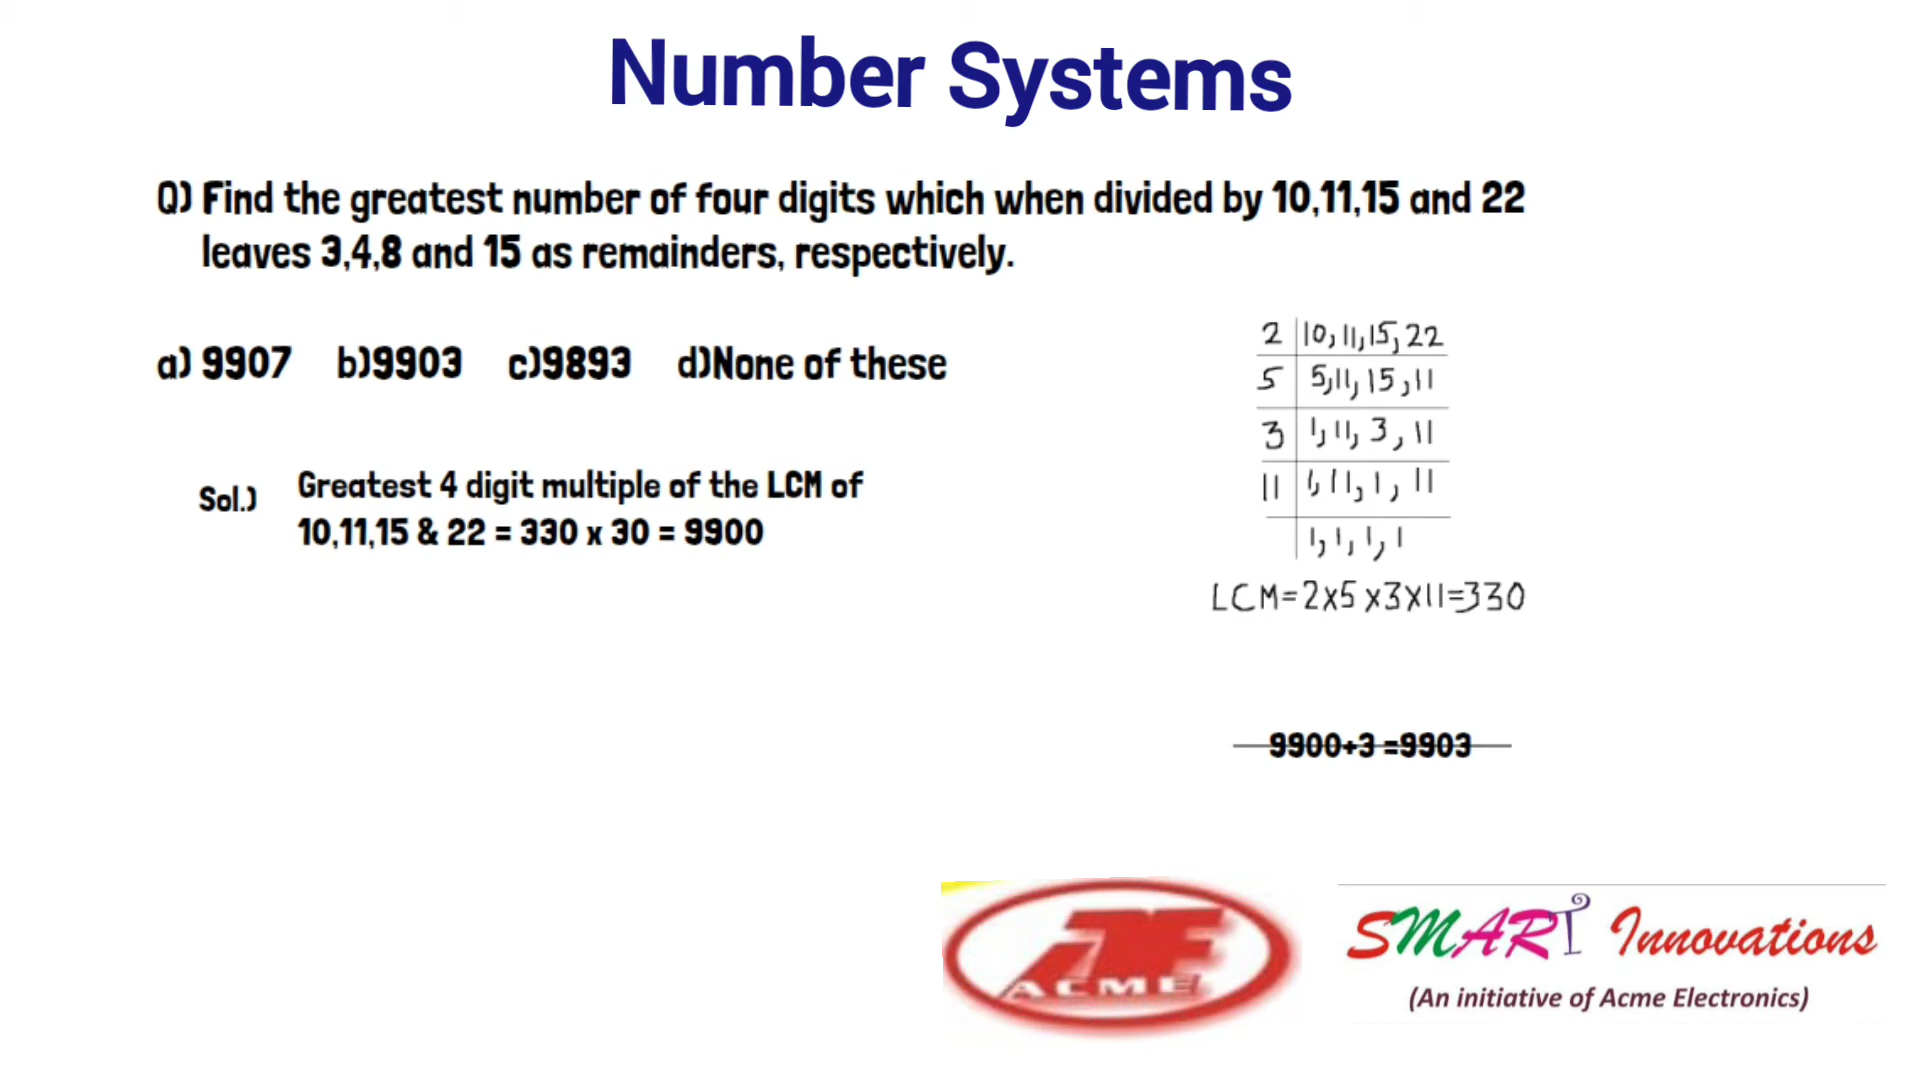 Number Systems
Q) Find the greatest number of four digits which when divided by 10,11,15 and 22
leaves 3,4,8 and 15 as remainders, respectively.
a) 9907 b)9903 c)9893 d)None of these
Sol.) Greatest 4 digit multiple of the LCM of
10,11,15 & 22 = 330 x 30 = 9900
2 10, 11, 15, 22
5 5, 11, 15, 11
3 1, 11, 3, 11
11 1, 11, 1, 11
1, 1, 1, 1
LCM=2x5x3x11=330
9900+3 =9903
ACME
SMART Innovations
(An initiative of Acme Electronics)